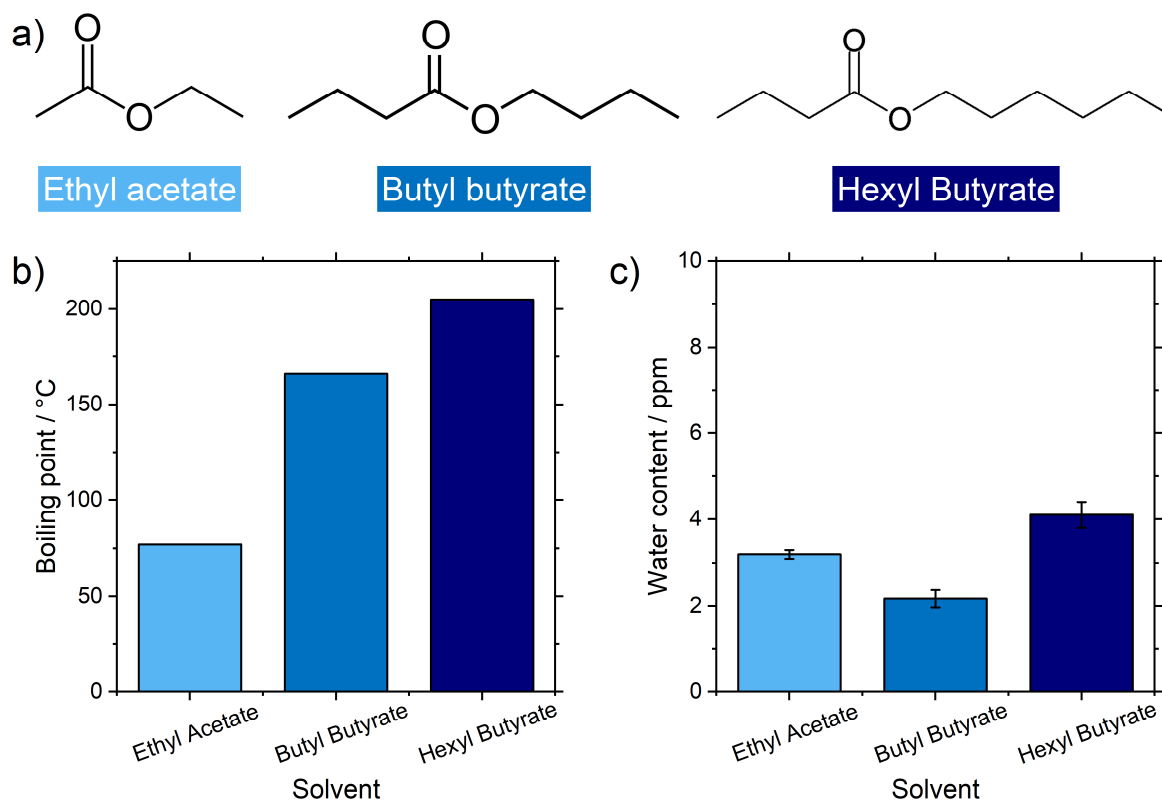 a)
O
O
O
O
O
O
Ethyl acetate
Butyl butyrate
Hexyl Butyrate
b)
Boiling point / °C
200
150
100
50
0
Ethyl Acetate
Butyl Butyrate
Hexyl Butyrate
Solvent
c)
Water content / ppm
10
8
6
4
2
0
Ethyl Acetate
Butyl Butyrate
Hexyl Butyrate
Solvent